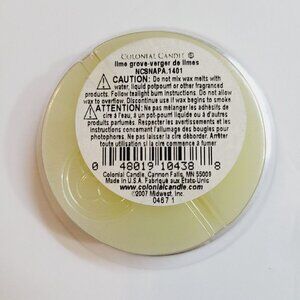 COLONIAL CANDLE ©
lime grove-verger de limes
NCSNAPA.1401
⚠CAUTION: Do not mix wax melts with
water, liquid potpourri or other fragranced
products. Follow tealight burn instructions. Do not allow
wax to overflow. Discontinue use if wax begins to smoke
⚠ATTENTION: Ne pas mélanger les adhésifs de
cire à l'eau, à un pot-pourri liquide ou à d'autres
produits parfumés. Respecter les avertissements et les
instructions concernant l'allumage des bougies pour
photophores. Ne pas laisser la cire déborder. Arrêter
toute utilisation si la cire commence à fumer
0 48019 10438 8
Colonial Candle, Cannon Falls, MN 55009
Made in U.S.A. Fabriqué aux États-Unis
www.colonialcandle.com
©2007 Midwest, Inc.
0467 1